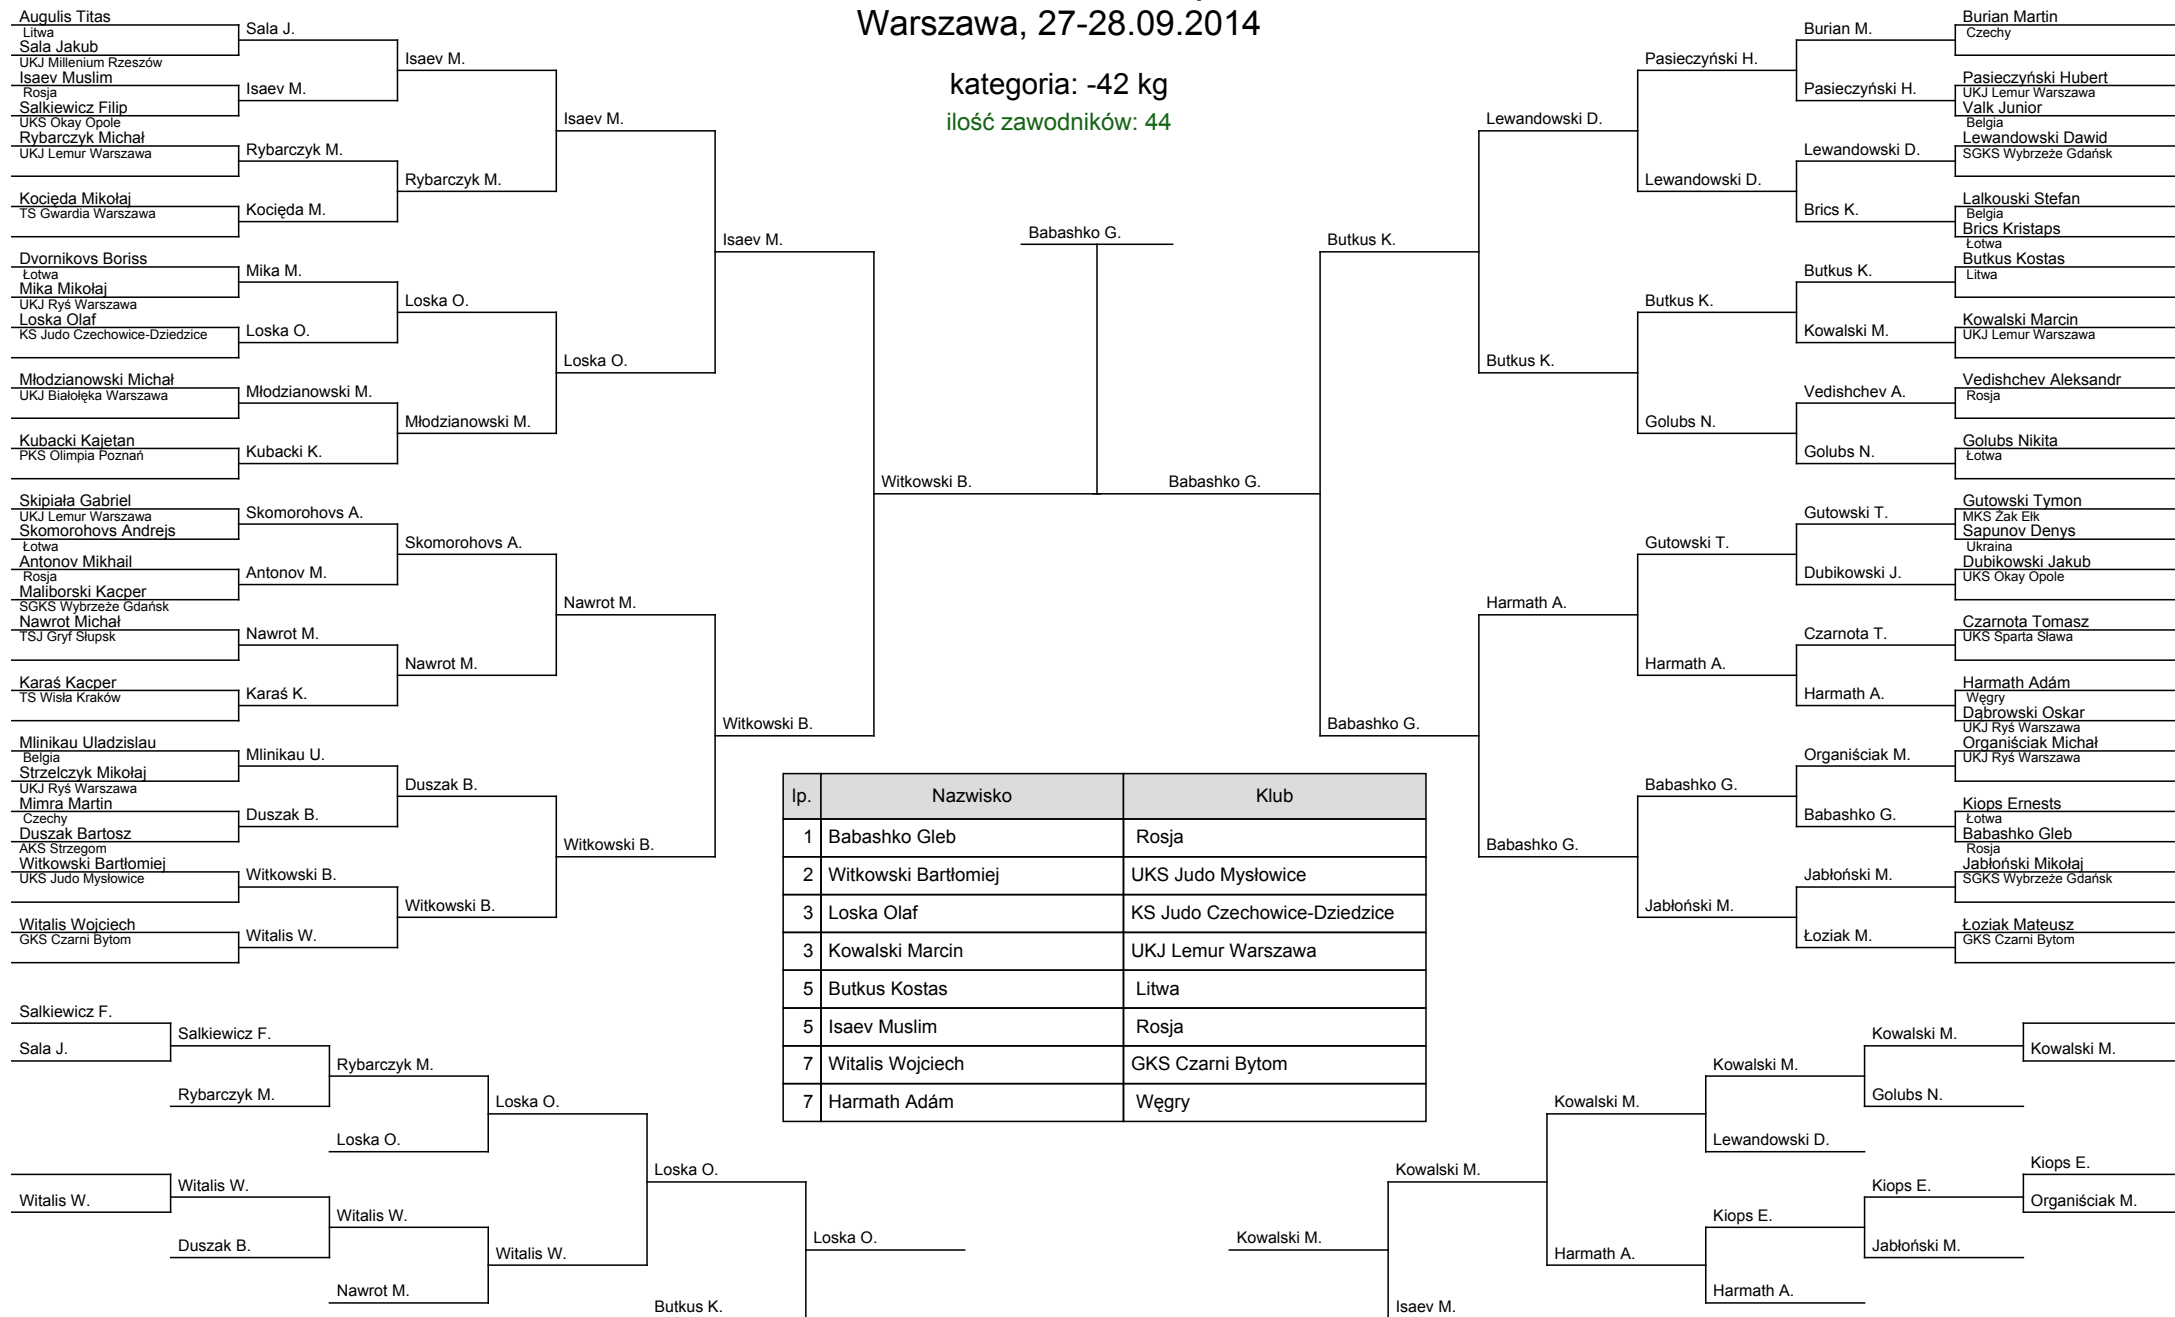 Warszawa, 27-28.09.2014
kategoria: -42 kg
ilość zawodników: 44
Augulis Titas
Litwa
Sala Jakub
UKJ Millenium Rzeszów
Isaev Muslim
Rosja
Salkiewicz Filip
UKS Okay Opole
Rybarczyk Michał
UKJ Lemur Warszawa
Kocięda Mikołaj
TS Gwardia Warszawa
Dvornikovs Boriss
Łotwa
Mika Mikołaj
UKJ Ryś Warszawa
Loska Olaf
KS Judo Czechowice-Dziedzice
Młodzianowski Michał
UKJ Białołęka Warszawa
Kubacki Kajetan
PKS Olimpia Poznań
Skipiała Gabriel
UKJ Lemur Warszawa
Skomorohovs Andrejs
Łotwa
Antonov Mikhail
Rosja
Maliborski Kacper
SGKS Wybrzeże Gdańsk
Nawrot Michał
TSJ Gryf Słupsk
Karaś Kacper
TS Wisła Kraków
Mlinikau Uladzislau
Belgia
Strzelczyk Mikołaj
UKJ Ryś Warszawa
Mimra Martin
Czechy
Duszak Bartosz
AKS Strzegom
Witkowski Bartłomiej
UKS Judo Mysłowice
Witalis Wojciech
GKS Czarni Bytom
Sala J.
Isaev M.
Rybarczyk M.
Kocięda M.
Mika M.
Loska O.
Młodzianowski M.
Kubacki K.
Skomorohovs A.
Antonov M.
Nawrot M.
Karaś K.
Mlinikau U.
Duszak B.
Witkowski B.
Witalis W.
Isaev M.
Rybarczyk M.
Loska O.
Młodzianowski M.
Skomorohovs A.
Nawrot M.
Duszak B.
Witkowski B.
Isaev M.
Loska O.
Nawrot M.
Witkowski B.
Isaev M.
Witkowski B.
Witkowski B.
Babashko G.
Babashko G.
Butkus K.
Babashko G.
Lewandowski D.
Butkus K.
Harmath A.
Babashko G.
Pasieczyński H.
Lewandowski D.
Butkus K.
Golubs N.
Gutowski T.
Harmath A.
Babashko G.
Jabłoński M.
Burian M.
Pasieczyński H.
Lewandowski D.
Brics K.
Butkus K.
Kowalski M.
Vedishchev A.
Golubs N.
Gutowski T.
Dubikowski J.
Czarnota T.
Harmath A.
Organiściak M.
Babashko G.
Jabłoński M.
Łoziak M.
Burian Martin
Czechy
Pasieczyński Hubert
UKJ Lemur Warszawa
Valk Junior
Belgia
Lewandowski Dawid
SGKS Wybrzeże Gdańsk
Lalkouski Stefan
Belgia
Brics Kristaps
Łotwa
Butkus Kostas
Litwa
Kowalski Marcin
UKJ Lemur Warszawa
Vedishchev Aleksandr
Rosja
Golubs Nikita
Łotwa
Gutowski Tymon
MKS Żak Ełk
Sapunov Denys
Ukraina
Dubikowski Jakub
UKS Okay Opole
Czarnota Tomasz
UKS Sparta Sława
Harmath Adám
Węgry
Dąbrowski Oskar
UKJ Ryś Warszawa
Organiściak Michał
UKJ Ryś Warszawa
Kiops Ernests
Łotwa
Babashko Gleb
Rosja
Jabłoński Mikołaj
SGKS Wybrzeże Gdańsk
Łoziak Mateusz
GKS Czarni Bytom
lp. Nazwisko Klub
1 Babashko Gleb Rosja
2 Witkowski Bartłomiej UKS Judo Mysłowice
3 Loska Olaf KS Judo Czechowice-Dziedzice
3 Kowalski Marcin UKJ Lemur Warszawa
5 Butkus Kostas Litwa
5 Isaev Muslim Rosja
7 Witalis Wojciech GKS Czarni Bytom
7 Harmath Adám Węgry
Salkiewicz F.
Sala J.
Witalis W.
Salkiewicz F.
Rybarczyk M.
Witalis W.
Duszak B.
Rybarczyk M.
Loska O.
Witalis W.
Nawrot M.
Loska O.
Witalis W.
Loska O.
Butkus K.
Loska O.
Kowalski M.
Kowalski M.
Isaev M.
Kowalski M.
Harmath A.
Kowalski M.
Lewandowski D.
Kiops E.
Harmath A.
Kowalski M.
Golubs N.
Kiops E.
Jabłoński M.
Kowalski M.
Kiops E.
Organiściak M.